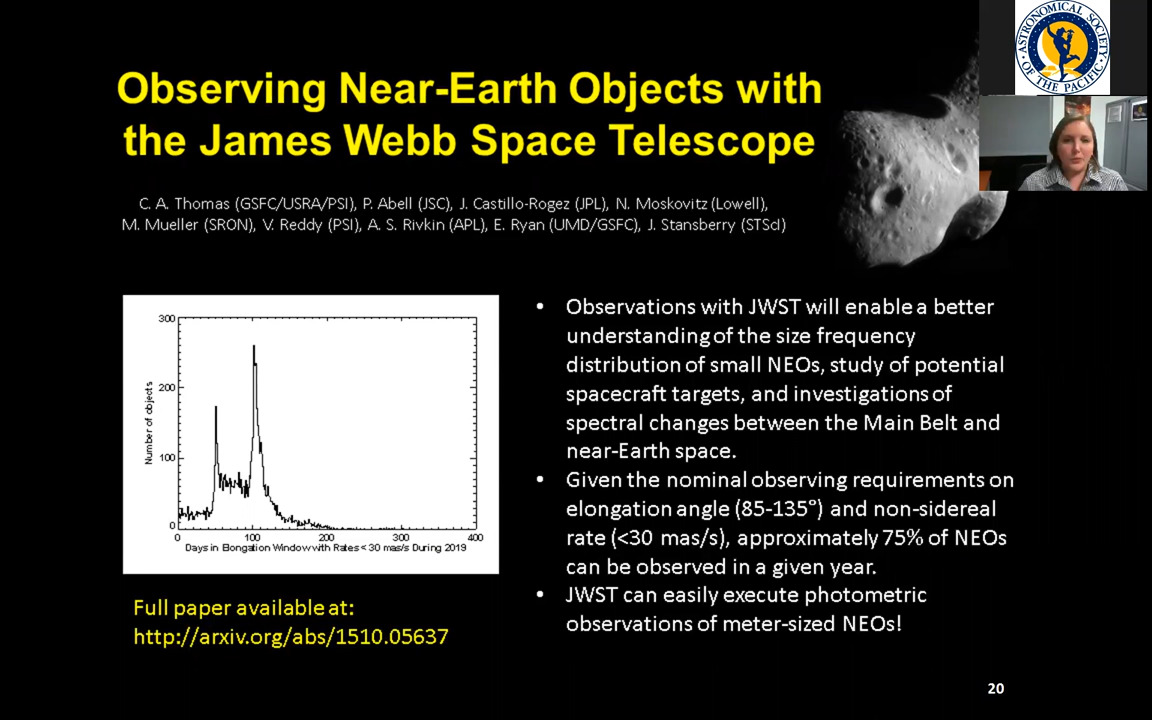 ASTRONOMICAL SOCIETY
OF THE PACIFIC
Observing Near-Earth Objects with
the James Webb Space Telescope
C. A. Thomas (GSFC/USRA/PSI), P. Abell (JSC), J. Castillo-Rogez (JPL), N. Moskovitz (Lowell),
M. Mueller (SRON), V. Reddy (PSI), A. S. Rivkin (APL), E. Ryan (UMD/GSFC), J. Stansberry (STScI)
300
200
100
0
Number of objects
0 100 200 300 400
Days in Elongation Window with Rates < 30 mas/s During 2019
Full paper available at:
http://arxiv.org/abs/1510.05637
• Observations with JWST will enable a better
understanding of the size frequency
distribution of small NEOs, study of potential
spacecraft targets, and investigations of
spectral changes between the Main Belt and
near-Earth space.
• Given the nominal observing requirements on
elongation angle (85-135°) and non-sidereal
rate (<30 mas/s), approximately 75% of NEOs
can be observed in a given year.
• JWST can easily execute photometric
observations of meter-sized NEOs!
20